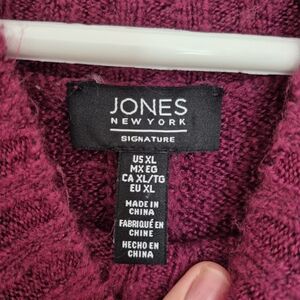 JONES
NEW YORK
SIGNATURE
US XL
MX EG
CA XL/TG
EU XL
MADE IN
CHINA
FABRIQUÉ EN
CHINE
HECHO EN
CHINA